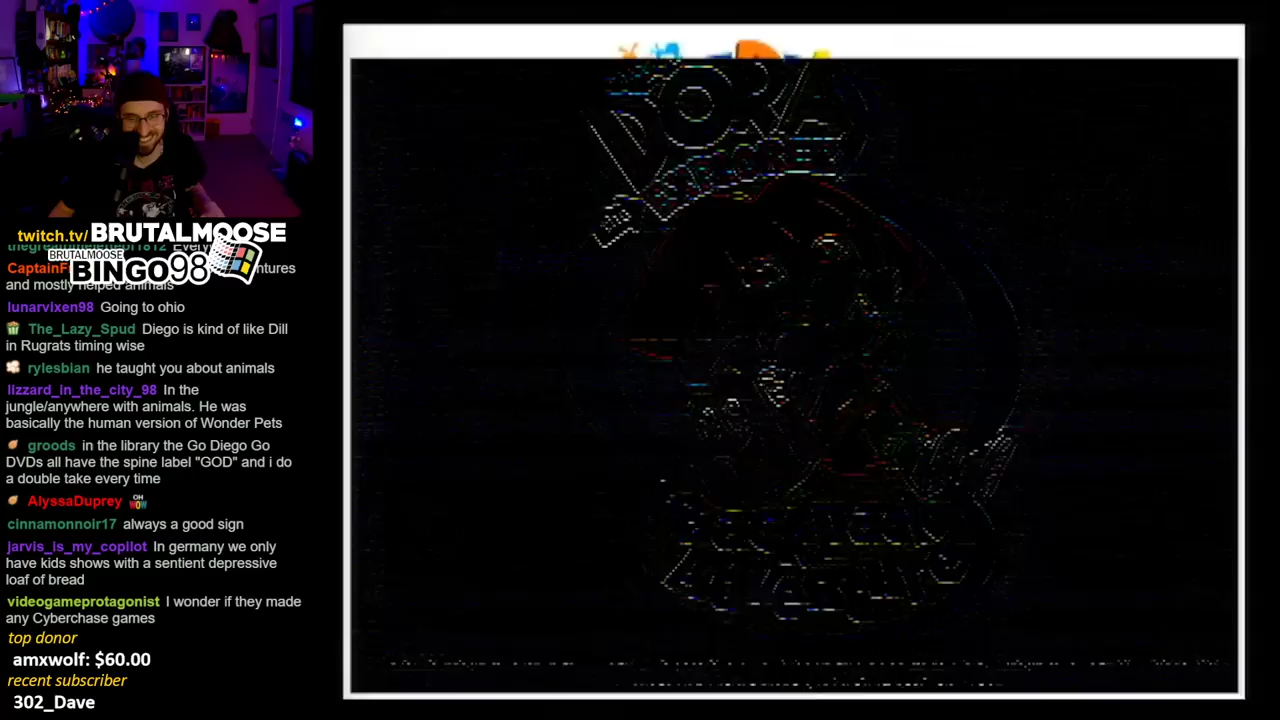 twitch.tv/BRUTALMOOSE
BRUTALMOOSE
BINGO98
and mostly helped animals
lunarvixen98 Going to ohio
The_Lazy_Spud Diego is kind of like Dill
in Rugrats timing wise
rylesbian he taught you about animals
lizzard_in_the_city_98 In the
jungle/anywhere with animals. He was
basically the human version of Wonder Pets
groods in the library the Go Diego Go
DVDs all have the spine label "GOD" and i do
a double take every time
AlyssaDuprey OH WOW
cinnamonnoir17 always a good sign
jarvis_is_my_copilot In germany we only
have kids shows with a sentient depressive
loaf of bread
videogameprotagonist I wonder if they made
any Cyberchase games
top donor
amxwolf: $60.00
recent subscriber
302_Dave